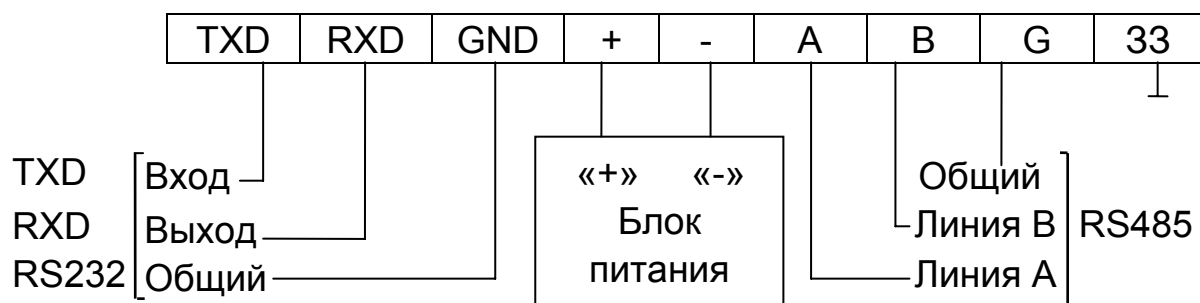 TXD RXD GND + - A B G 33
TXD Вход «+» «-» Общий
RXD Выход Блок Линия B RS485
RS232 Общий питания Линия A